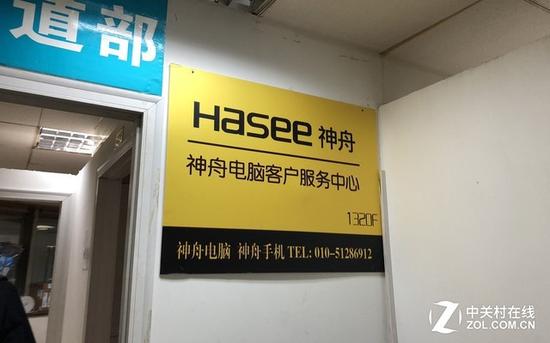 道部
Hasee 神舟
神舟电脑客户服务中心
1320F
神舟电脑 神舟手机 TEL: 010-51286912
中关村在线
ZOL.COM.CN